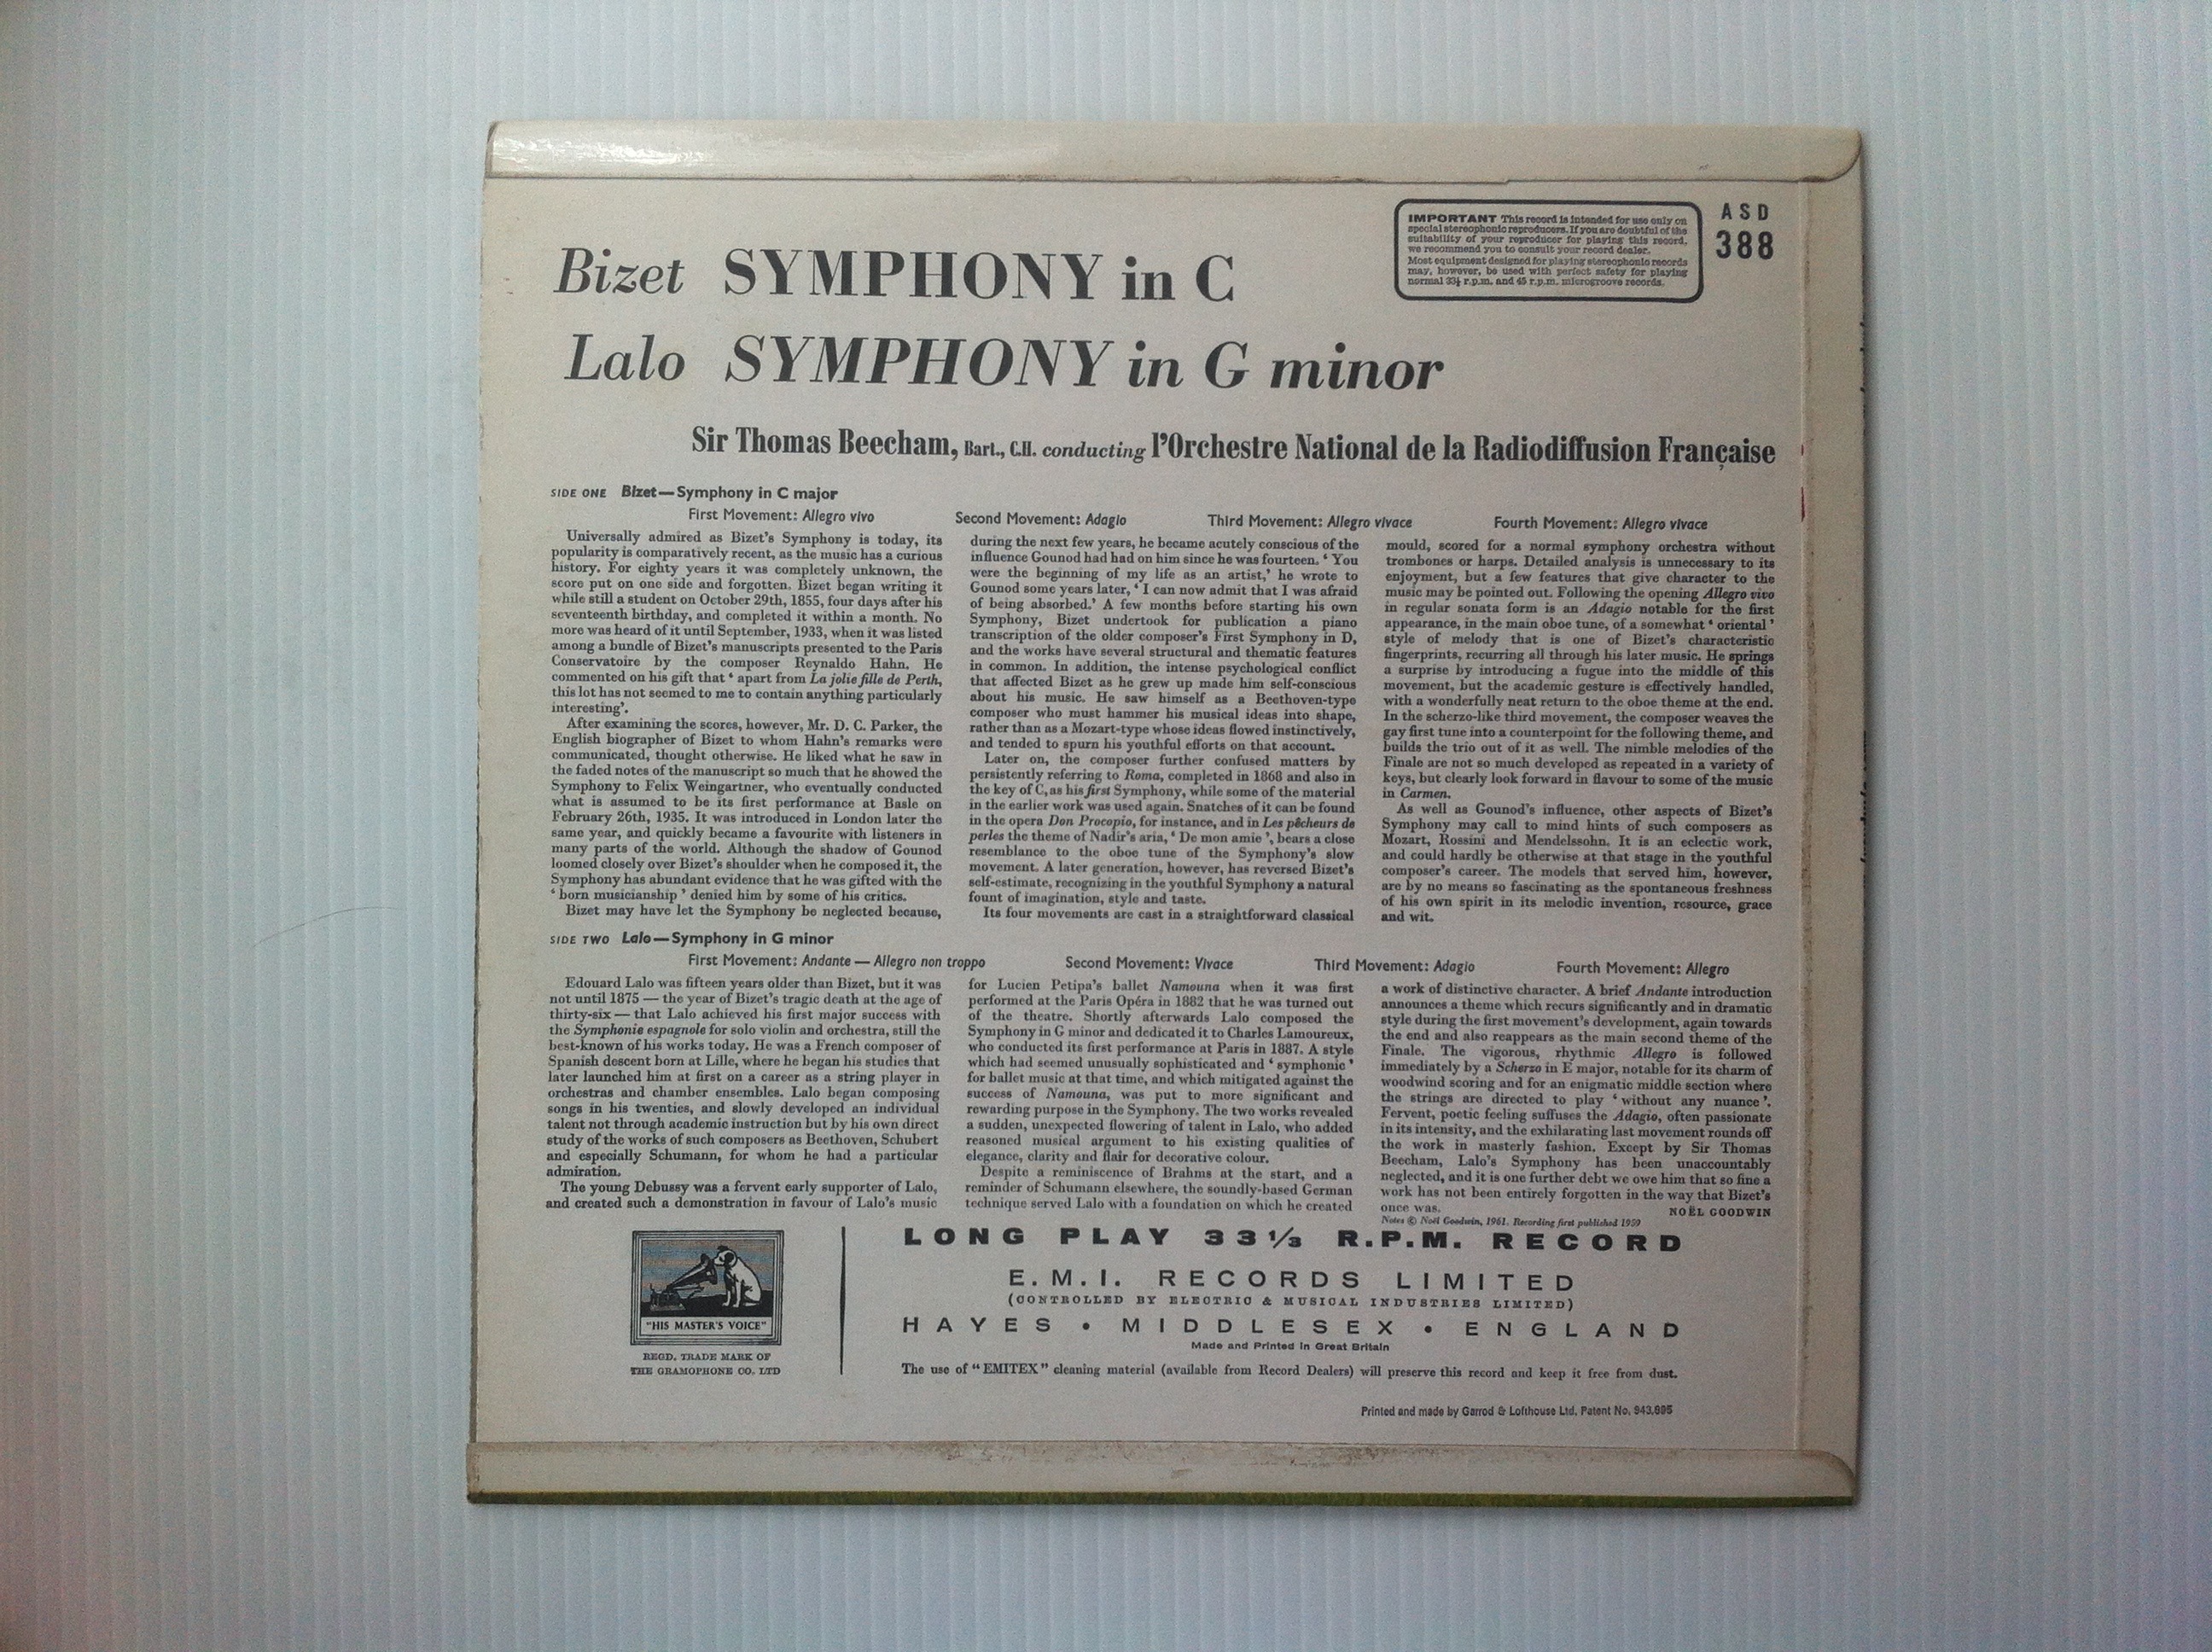 IMPORTANT This record is intended for use only on
special stereophonic reproducers. If you are doubtful of the
suitability of your reproducer for playing this record,
we recommend you to consult your record dealer.
Most equipment designed for playing stereophonic records
may, however, be used with perfect safety for playing
normal 33⅓ r.p.m. and 45 r.p.m. microgroove records.
ASD
388
Bizet SYMPHONY in C
Lalo SYMPHONY in G minor
Sir Thomas Beecham, Bart., C.H. conducting l'Orchestre National de la Radiodiffusion Française
SIDE ONE Bizet—Symphony in C major
First Movement: Allegro vivo Second Movement: Adagio Third Movement: Allegro vivace Fourth Movement: Allegro vivace
Universally admired as Bizet's Symphony is today, its
popularity is comparatively recent, as the music has a curious
history. For eighty years it was completely unknown, the
score put on one side and forgotten. Bizet began writing it
while still a student on October 29th, 1855, four days after his
seventeenth birthday, and completed it within a month. No
more was heard of it until September, 1933, when it was listed
among a bundle of Bizet's manuscripts presented to the Paris
Conservatoire by the composer Reynaldo Hahn. He
commented on his gift that ' apart from La jolie fille de Perth,
this lot has not seemed to me to contain anything particularly
interesting'.
After examining the scores, however, Mr. D. C. Parker, the
English biographer of Bizet to whom Hahn's remarks were
communicated, thought otherwise. He liked what he saw in
the faded notes of the manuscript so much that he showed the
Symphony to Felix Weingartner, who eventually conducted
what is assumed to be its first performance at Basle on
February 26th, 1935. It was introduced in London later the
same year, and quickly became a favourite with listeners in
many parts of the world. Although the shadow of Gounod
loomed closely over Bizet's shoulder when he composed it, the
Symphony has abundant evidence that he was gifted with the
' born musicianship ' denied him by some of his critics.
Bizet may have let the Symphony be neglected because,
during the next few years, he became acutely conscious of the
influence Gounod had had on him since he was fourteen. ' You
were the beginning of my life as an artist,' he wrote to
Gounod some years later, ' I can now admit that I was afraid
of being absorbed.' A few months before starting his own
Symphony, Bizet undertook for publication a piano
transcription of the older composer's First Symphony in D,
and the works have several structural and thematic features
in common. In addition, the intense psychological conflict
that affected Bizet as he grew up made him self-conscious
about his music. He saw himself as a Beethoven-type
composer who must hammer his musical ideas into shape,
rather than as a Mozart-type whose ideas flowed instinctively,
and tended to spurn his youthful efforts on that account.
Later on, the composer further confused matters by
persistently referring to Roma, completed in 1868 and also in
the key of C, as his first Symphony, while some of the material
in the earlier work was used again. Snatches of it can be found
in the opera Don Procopio, for instance, and in Les pêcheurs de
perles the theme of Nadir's aria, ' De mon amie ', bears a close
resemblance to the oboe tune of the Symphony's slow
movement. A later generation, however, has reversed Bizet's
self-estimate, recognizing in the youthful Symphony a natural
fount of imagination, style and taste.
Its four movements are cast in a straightforward classical
mould, scored for a normal symphony orchestra without
trombones or harps. Detailed analysis is unnecessary to its
enjoyment, but a few features that give character to the
music may be pointed out. Following the opening Allegro vivo
in regular sonata form is an Adagio notable for the first
appearance, in the main oboe tune, of a somewhat ' oriental '
style of melody that is one of Bizet's characteristic
fingerprints, recurring all through his later music. He springs
a surprise by introducing a fugue into the middle of this
movement, but the academic gesture is effectively handled,
with a wonderfully neat return to the oboe theme at the end.
In the scherzo-like third movement, the composer weaves the
gay first tune into a counterpoint for the following theme, and
builds the trio out of it as well. The nimble melodies of the
Finale are not so much developed as repeated in a variety of
keys, but clearly look forward in flavour to some of the music
in Carmen.
As well as Gounod's influence, other aspects of Bizet's
Symphony may call to mind hints of such composers as
Mozart, Rossini and Mendelssohn. It is an eclectic work,
and could hardly be otherwise at that stage in the youthful
composer's career. The models that served him, however,
are by no means so fascinating as the spontaneous freshness
of his own spirit in its melodic invention, resource, grace
and wit.
SIDE TWO Lalo—Symphony in G minor
First Movement: Andante — Allegro non troppo Second Movement: Vivace Third Movement: Adagio Fourth Movement: Allegro
Edouard Lalo was fifteen years older than Bizet, but it was
not until 1875 — the year of Bizet's tragic death at the age of
thirty-six — that Lalo achieved his first major success with
the Symphonie espagnole for solo violin and orchestra, still the
best-known of his works today. He was a French composer of
Spanish descent born at Lille, where he began his studies that
later launched him at first on a career as a string player in
orchestras and chamber ensembles. Lalo began composing
songs in his twenties, and slowly developed an individual
talent not through academic instruction but by his own direct
study of the works of such composers as Beethoven, Schubert
and especially Schumann, for whom he had a particular
admiration.
The young Debussy was a fervent early supporter of Lalo,
and created such a demonstration in favour of Lalo's music
for Lucien Petipa's ballet Namouna when it was first
performed at the Paris Opéra in 1882 that he was turned out
of the theatre. Shortly afterwards Lalo composed the
Symphony in G minor and dedicated it to Charles Lamoureux,
who conducted its first performance at Paris in 1887. A style
which had seemed unusually sophisticated and ' symphonic '
for ballet music at that time, and which mitigated against the
success of Namouna, was put to more significant and
rewarding purpose in the Symphony. The two works revealed
a sudden, unexpected flowering of talent in Lalo, who added
reasoned musical argument to his existing qualities of
elegance, clarity and flair for decorative colour.
Despite a reminiscence of Brahms at the start, and a
reminder of Schumann elsewhere, the soundly-based German
technique served Lalo with a foundation on which he created
a work of distinctive character. A brief Andante introduction
announces a theme which recurs significantly and in dramatic
style during the first movement's development, again towards
the end and also reappears as the main second theme of the
Finale. The vigorous, rhythmic Allegro is followed
immediately by a Scherzo in E major, notable for its charm of
woodwind scoring and for an enigmatic middle section where
the strings are directed to play ' without any nuance '.
Fervent, poetic feeling suffuses the Adagio, often passionate
in its intensity, and the exhilarating last movement rounds off
the work in masterly fashion. Except by Sir Thomas
Beecham, Lalo's Symphony has been unaccountably
neglected, and it is one further debt we owe him that so fine a
work has not been entirely forgotten in the way that Bizet's
once was.
NOËL GOODWIN
Notes © Noël Goodwin, 1961. Recording first published 1959
"HIS MASTER'S VOICE"
REGD. TRADE MARK OF
THE GRAMOPHONE CO. LTD
LONG PLAY 33⅓ R.P.M. RECORD
E.M.I. RECORDS LIMITED
(CONTROLLED BY ELECTRIC & MUSICAL INDUSTRIES LIMITED)
HAYES • MIDDLESEX • ENGLAND
Made and Printed in Great Britain
The use of "EMITEX" cleaning material (available from Record Dealers) will preserve this record and keep it free from dust.
Printed and made by Garrod & Lofthouse Ltd. Patent No. 943,895